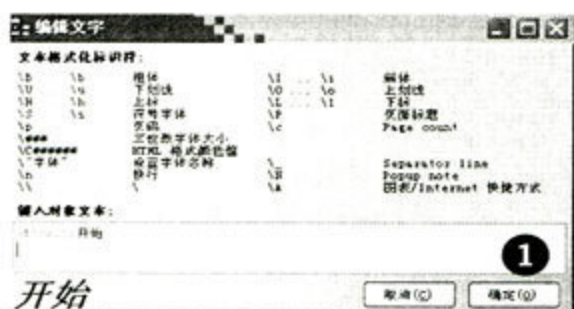 编辑文字
文本格式化标识符:
\B \b 粗体 \I ... \i 斜体
\U \u 下划线 \O ... \o 上划线
\H \h 上标 \L ... \l 下标
\S \s 符号字体 \P 页面标题
\p 页码 \c Page count
\### 三位数字体大小
\C###### HTML 格式颜色值
\"字体" 设置字体名称 \_ Separator line
\n 换行 \N Popup note
\\ \ \A 图表/Internet 快捷方式
键入对象文本:
开始
1
开始
取消(C) 确定(O)